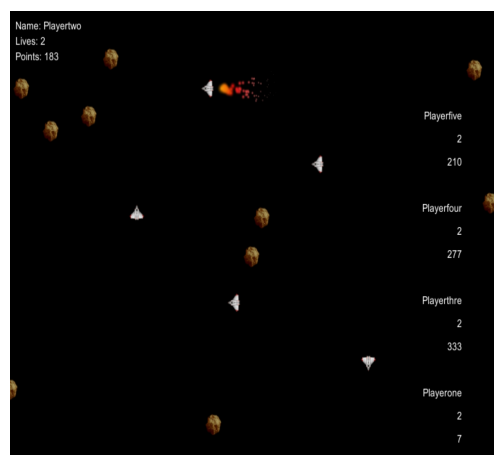 Name: Playertwo
Lives: 2
Points: 183
Playerfive
2
210
Playerfour
2
277
Playerthre
2
333
Playerone
2
7